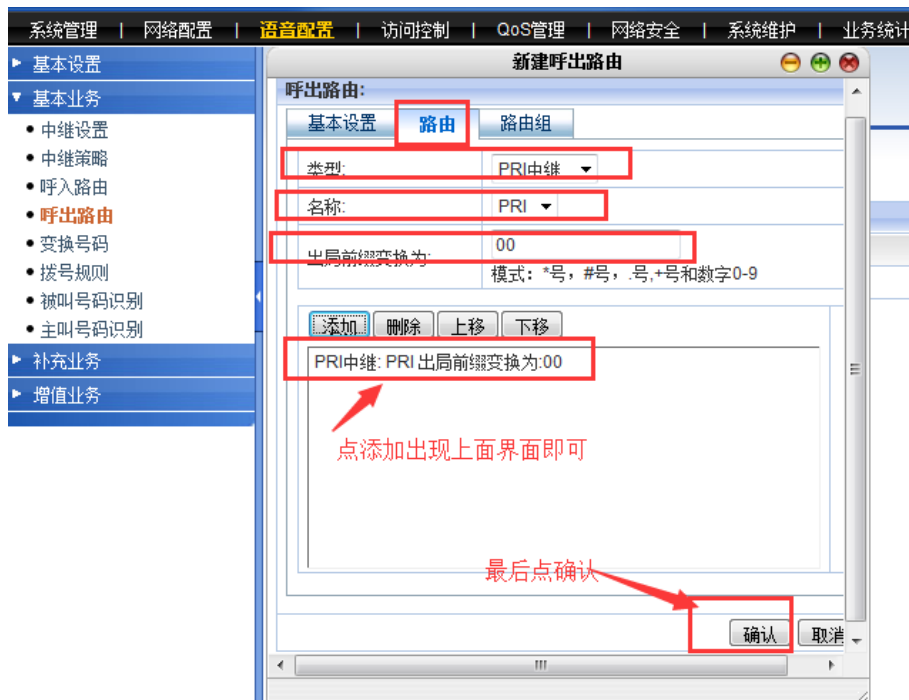 系统管理 | 网络配置 | 语音配置 | 访问控制 | QoS管理 | 网络安全 | 系统维护 | 业务统计
基本设置
基本业务
中继设置
中继策略
呼入路由
呼出路由
变换号码
拨号规则
被叫号码识别
主叫号码识别
补充业务
增值业务
新建呼出路由
呼出路由:
基本设置 路由 路由组
类型: PRI中继
名称: PRI
出局前缀变换为: 00
模式：*号，#号，.号,+号和数字0-9
添加 删除 上移 下移
PRI中继: PRI 出局前缀变换为:00
点添加出现上面界面即可
最后点确认
确认 取消